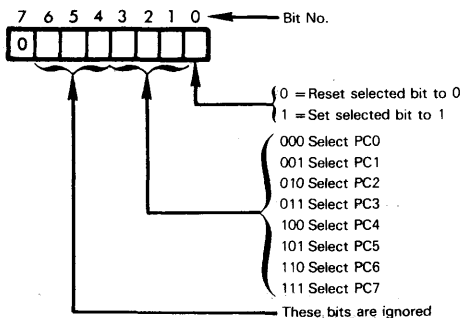 7 6 5 4 3 2 1 0 Bit No.
0
0 = Reset selected bit to 0
1 = Set selected bit to 1
000 Select PC0
001 Select PC1
010 Select PC2
011 Select PC3
100 Select PC4
101 Select PC5
110 Select PC6
111 Select PC7
These bits are ignored